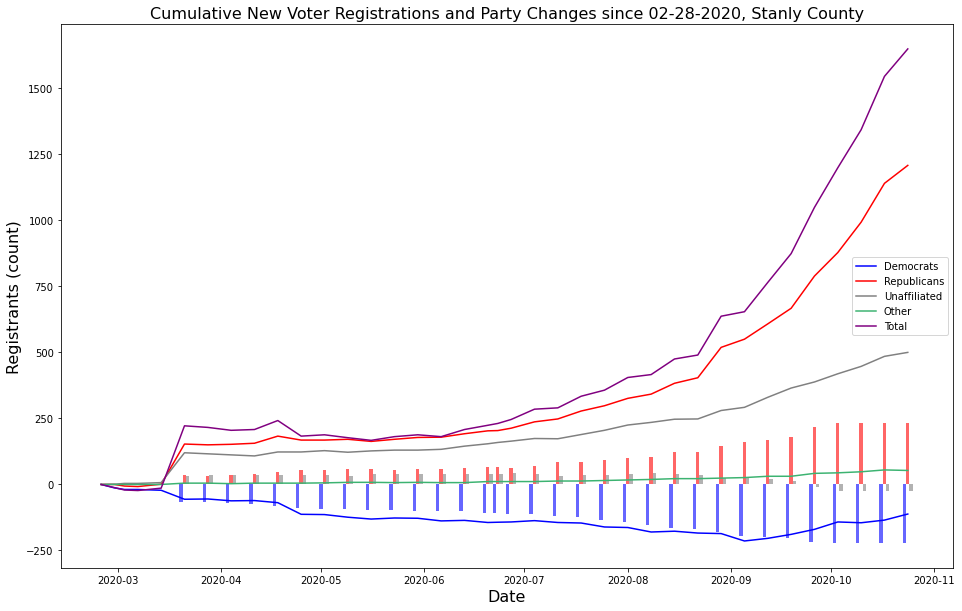 Cumulative New Voter Registrations and Party Changes since 02-28-2020, Stanly County
Registrants (count)
1500
1250
1000
750
500
250
0
−250
Democrats
Republicans
Unaffiliated
Other
Total
2020-03
2020-04
2020-05
2020-06
2020-07
2020-08
2020-09
2020-10
2020-11
Date